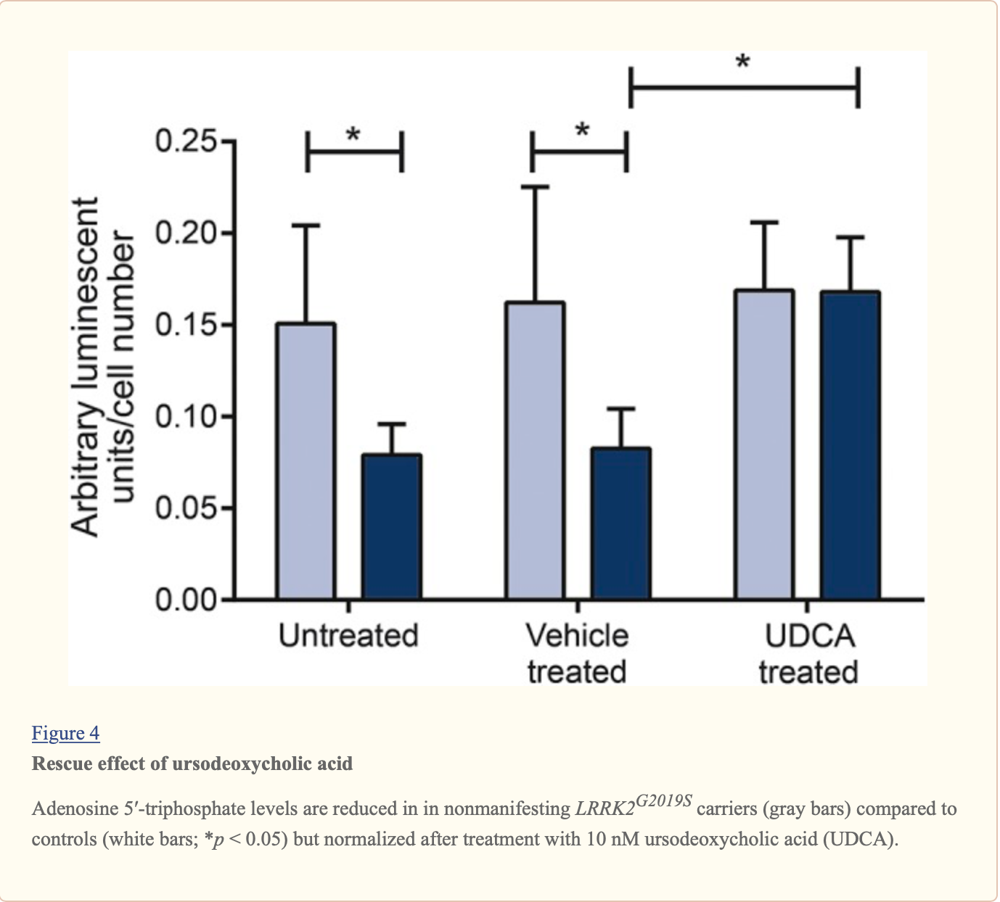 *
* *
0.25
0.20
0.15
0.10
0.05
0.00
Arbitrary luminescent
units/cell number
Untreated
Vehicle
treated
UDCA
treated
Figure 4
Rescue effect of ursodeoxycholic acid
Adenosine 5′-triphosphate levels are reduced in in nonmanifesting LRRK2^G2019S carriers (gray bars) compared to
controls (white bars; *p < 0.05) but normalized after treatment with 10 nM ursodeoxycholic acid (UDCA).